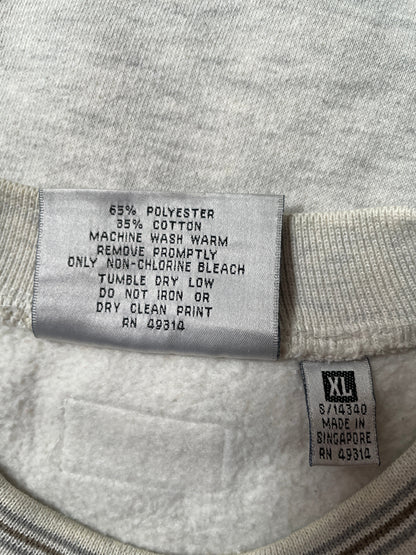 65% POLYESTER
35% COTTON
MACHINE WASH WARM
REMOVE PROMPTLY
ONLY NON-CHLORINE BLEACH
TUMBLE DRY LOW
DO NOT IRON OR
DRY CLEAN PRINT
RN 49314
XL
S/14340
MADE IN
SINGAPORE
RN 49314